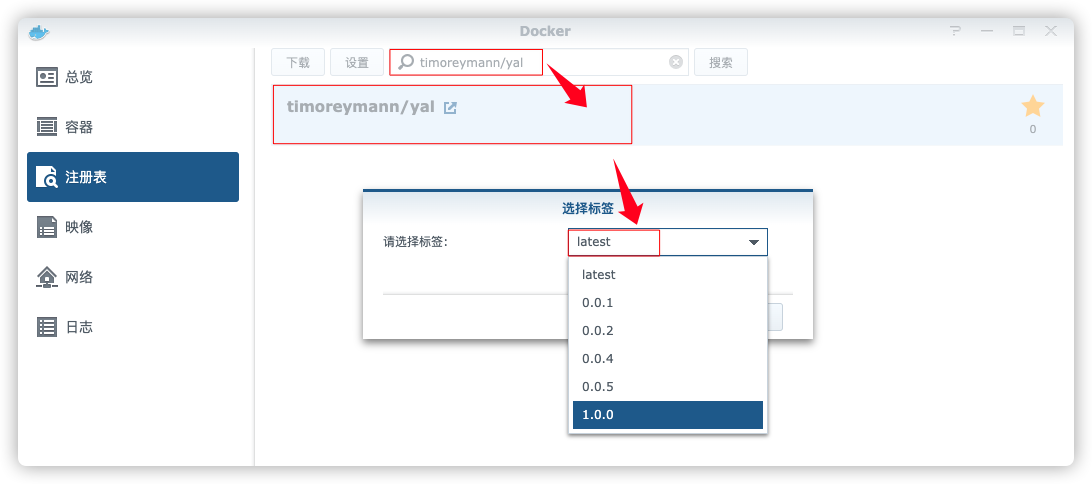 Docker
总览
容器
注册表
映像
网络
日志
下载
设置
timoreymann/yal
搜索
timoreymann/yal
0
选择标签
请选择标签:
latest
latest
0.0.1
0.0.2
0.0.4
0.0.5
1.0.0